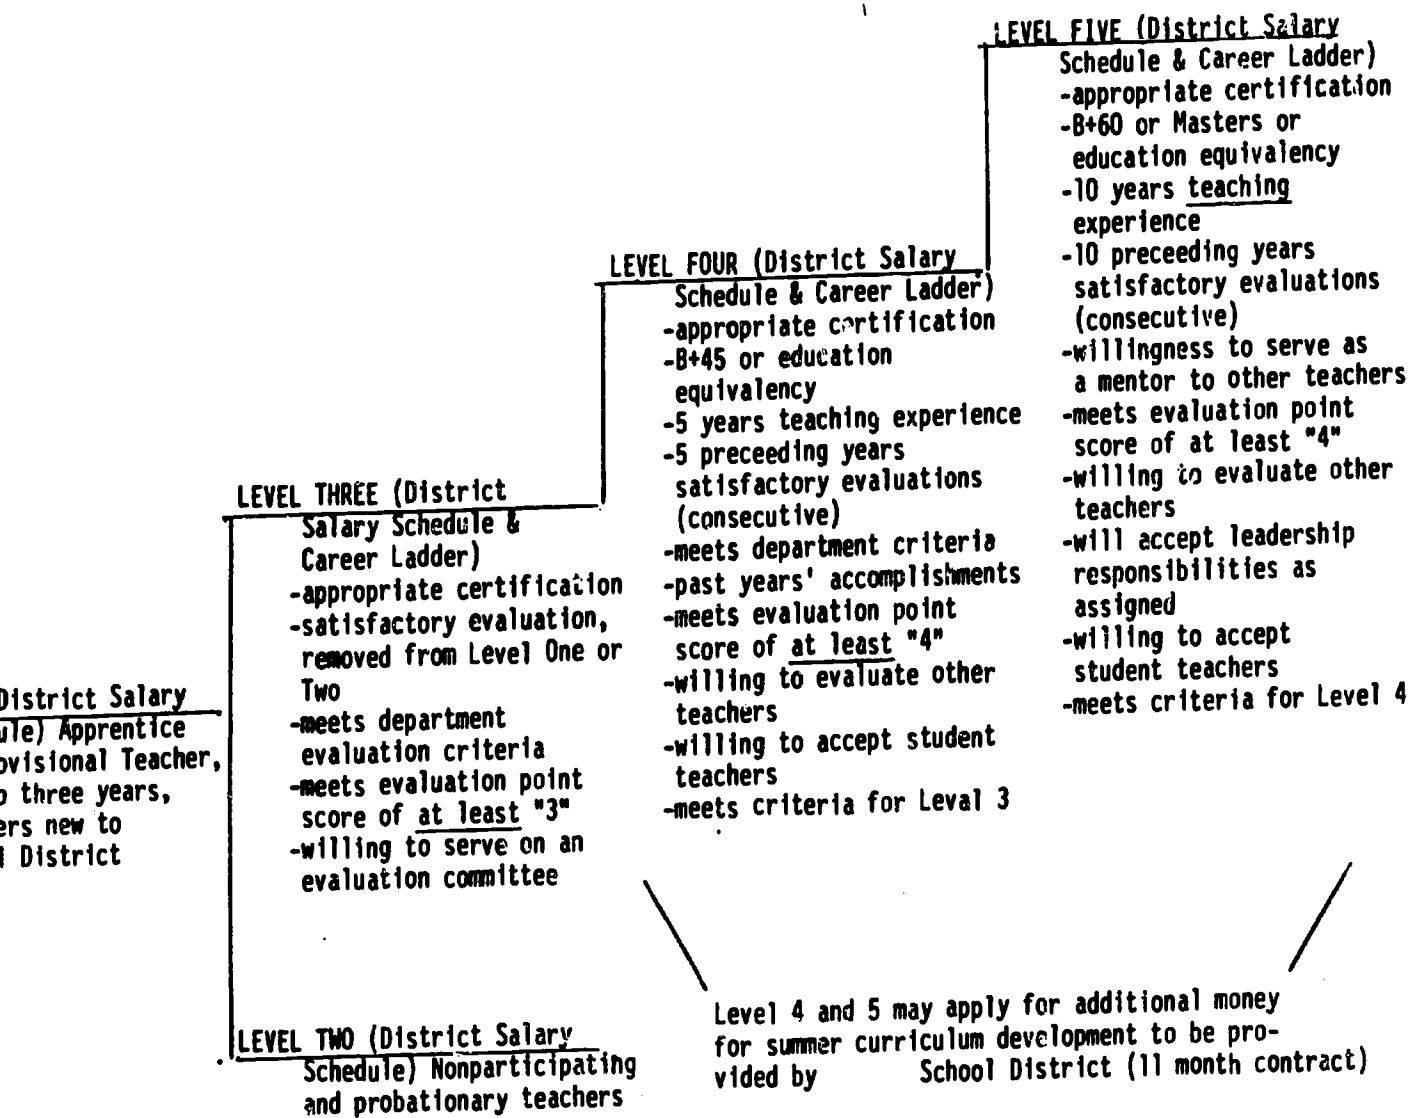 LEVEL FIVE (District Salary
Schedule & Career Ladder)
-appropriate certification
-B+60 or Masters or
education equivalency
-10 years teaching
experience
-10 preceeding years
satisfactory evaluations
(consecutive)
-willingness to serve as
a mentor to other teachers
-meets evaluation point
score of at least "4"
-willing to evaluate other
teachers
-will accept leadership
responsibilities as
assigned
-willing to accept
student teachers
-meets criteria for Level 4
LEVEL FOUR (District Salary
Schedule & Career Ladder)
-appropriate certification
-B+45 or education
equivalency
-5 years teaching experience
-5 preceeding years
satisfactory evaluations
(consecutive)
-meets department criteria
-past years' accomplishments
-meets evaluation point
score of at least "4"
-willing to evaluate other
teachers
-willing to accept student
teachers
-meets criteria for Leval 3
LEVEL THREE (District
Salary Schedule &
Career Ladder)
-appropriate certification
-satisfactory evaluation,
removed from Level One or
Two
-meets department
evaluation criteria
-meets evaluation point
score of at least "3"
-willing to serve on an
evaluation committee
District Salary
ule) Apprentice
ovisional Teacher,
o three years,
ers new to
District
LEVEL TWO (District Salary
Schedule) Nonparticipating
and probationary teachers
Level 4 and 5 may apply for additional money
for summer curriculum development to be pro-
vided by School District (11 month contract)